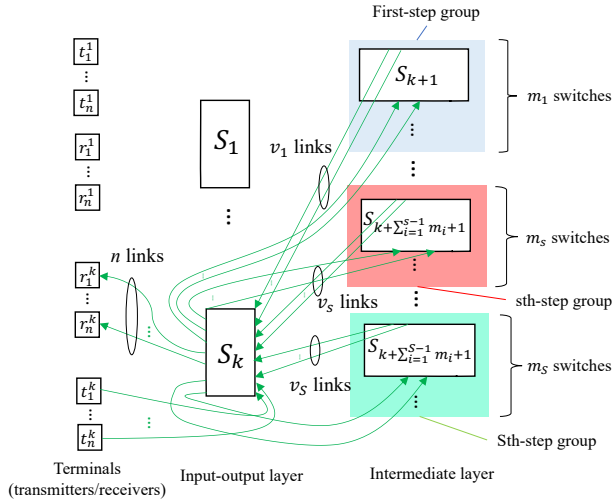 First-step group
t_1^1
⋮
t_n^1
r_1^1
⋮
r_n^1
S_1
⋮
S_{k+1}
⋮
m_1 switches
v_1 links
⋮
S_{k+∑_{i=1}^{s-1} m_i+1}
⋮
m_s switches
sth-step group
v_s links
⋮
n links
r_1^k
⋮
r_n^k
⋮
S_k
S_{k+∑_{i=1}^{S-1} m_i+1}
⋮
m_S switches
v_S links
t_1^k
⋮
t_n^k
⋮
Sth-step group
Terminals
(transmitters/receivers)
Input-output layer
Intermediate layer